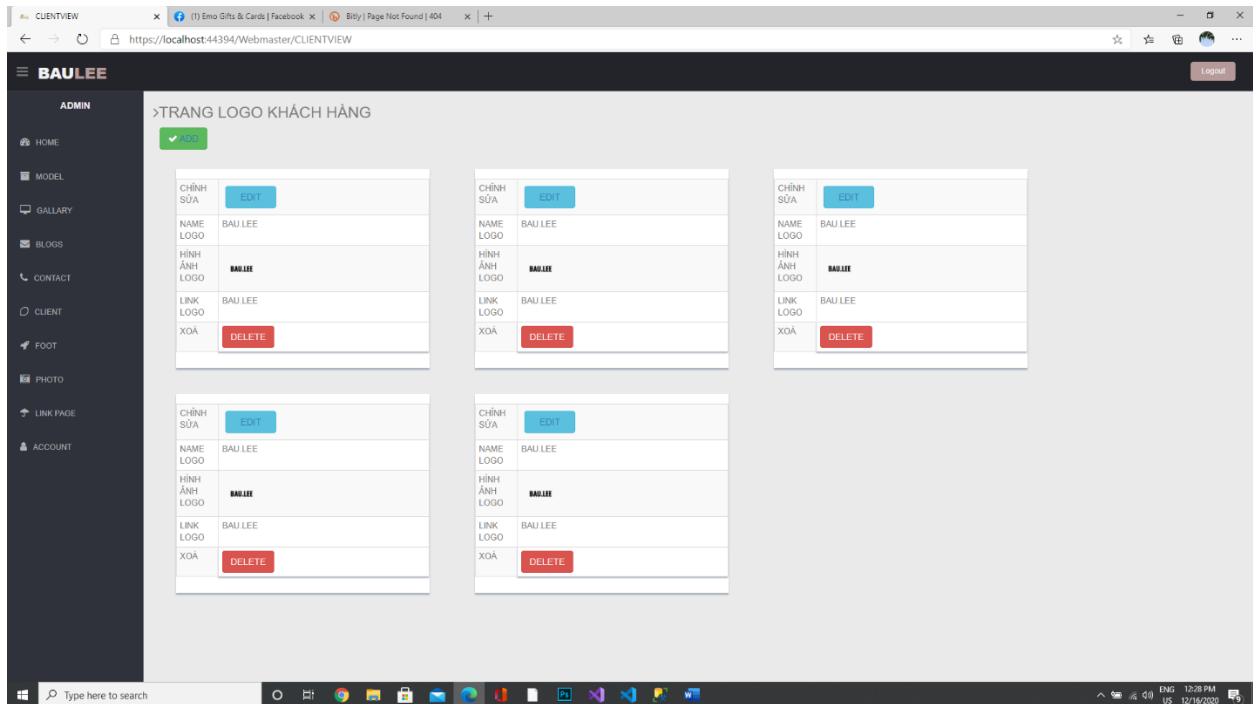 CLIENTVIEW
(1) Emo Gifts & Cards | Facebook
Bitly | Page Not Found | 404
https://localhost:44394/Webmaster/CLIENTVIEW
BAULEE
Logout
ADMIN
HOME
MODEL
GALLARY
BLOGS
CONTACT
CLIENT
FOOT
PHOTO
LINK PAGE
ACCOUNT
>TRANG LOGO KHÁCH HÀNG
ADD
CHỈNH
SỬA
EDIT
NAME
LOGO
BAU LEE
HÌNH
ẢNH
LOGO
BAU.LEE
LINK
LOGO
BAU LEE
XOÁ
DELETE
CHỈNH
SỬA
EDIT
NAME
LOGO
BAU LEE
HÌNH
ẢNH
LOGO
BAU.LEE
LINK
LOGO
BAU LEE
XOÁ
DELETE
CHỈNH
SỬA
EDIT
NAME
LOGO
BAU LEE
HÌNH
ẢNH
LOGO
BAU.LEE
LINK
LOGO
BAU LEE
XOÁ
DELETE
CHỈNH
SỬA
EDIT
NAME
LOGO
BAU LEE
HÌNH
ẢNH
LOGO
BAU.LEE
LINK
LOGO
BAU LEE
XOÁ
DELETE
CHỈNH
SỬA
EDIT
NAME
LOGO
BAU LEE
HÌNH
ẢNH
LOGO
BAU.LEE
LINK
LOGO
BAU LEE
XOÁ
DELETE
Type here to search
Ps
ENG
US
12:28 PM
12/16/2020